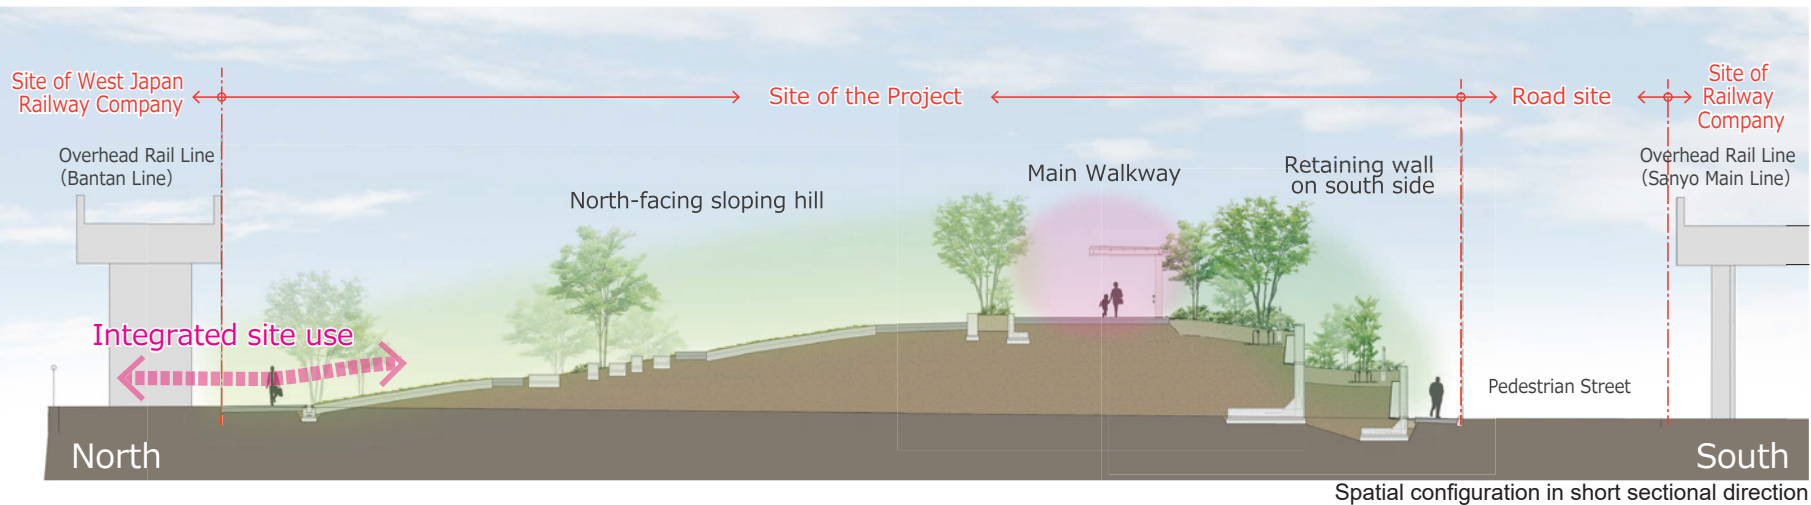 Site of West Japan
Railway Company
Site of the Project
Road site
Site of
Railway
Company
Overhead Rail Line
(Bantan Line)
North-facing sloping hill
Main Walkway
Retaining wall
on south side
Overhead Rail Line
(Sanyo Main Line)
Integrated site use
Pedestrian Street
North
South
Spatial configuration in short sectional direction